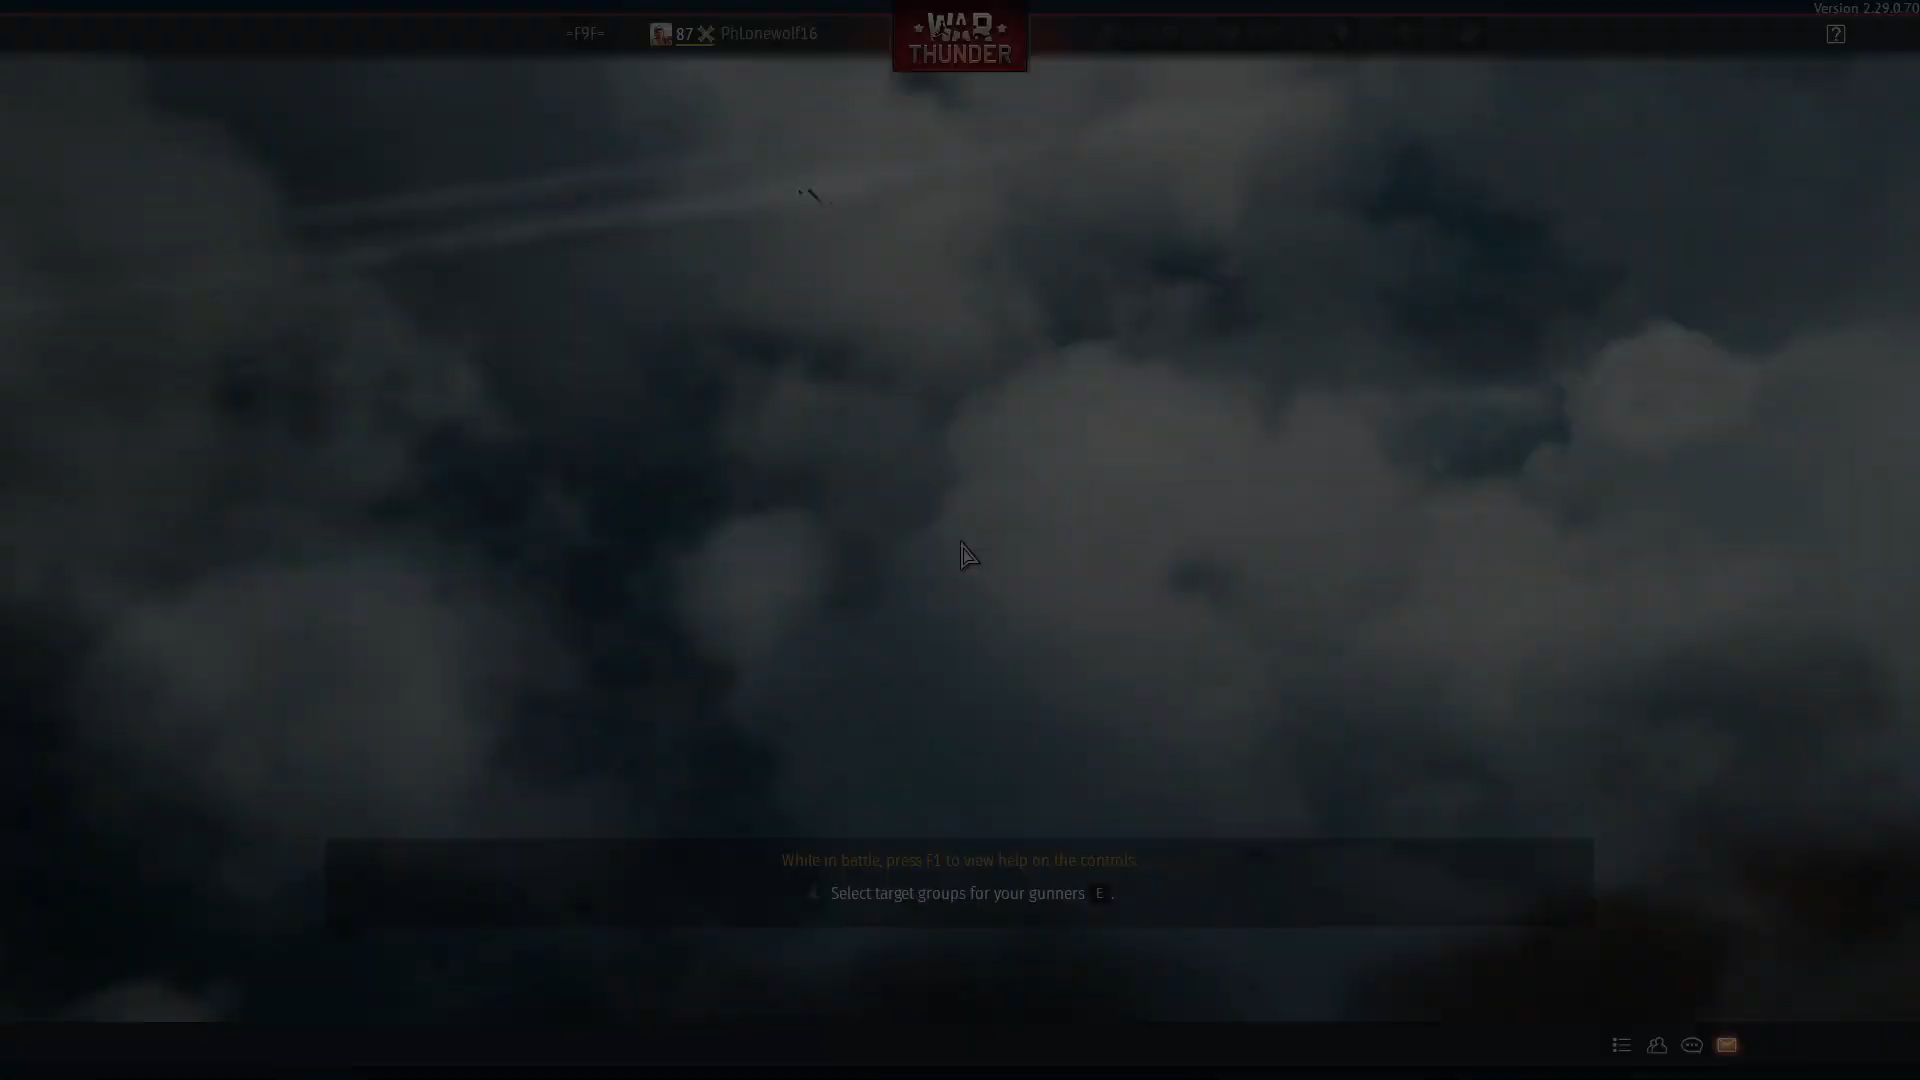 Version 2.29.0.70
=F9F= 87 PhLonewolf16
WAR
THUNDER
?
While in battle, press F1 to view help on the controls.
Select target groups for your gunners E .